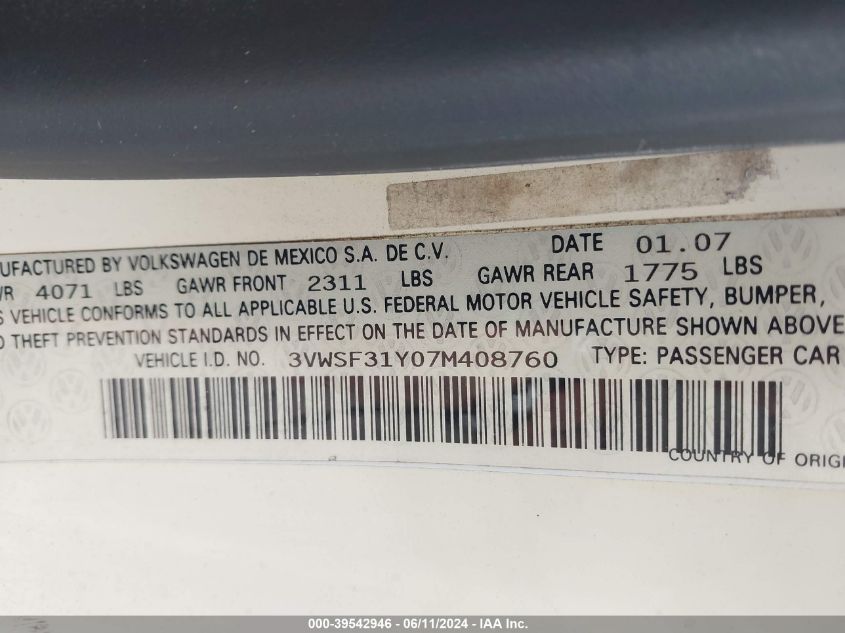 UFACTURED BY VOLKSWAGEN DE MEXICO S.A. DE C.V. DATE 01.07
WR 4071 LBS GAWR FRONT 2311 LBS GAWR REAR 1775 LBS
S VEHICLE CONFORMS TO ALL APPLICABLE U.S. FEDERAL MOTOR VEHICLE SAFETY, BUMPER,
D THEFT PREVENTION STANDARDS IN EFFECT ON THE DATE OF MANUFACTURE SHOWN ABOVE
VEHICLE I.D. NO. 3VWSF31Y07M408760 TYPE: PASSENGER CAR
COUNTRY OF ORIGI
000-39542946 - 06/11/2024 - IAA Inc.